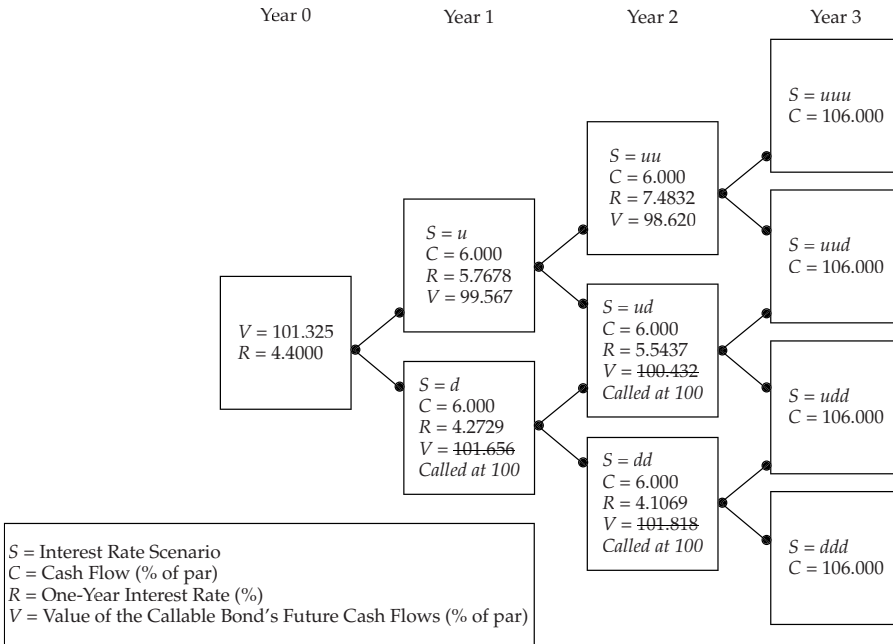 Year 0
Year 1
Year 2
Year 3
V = 101.325
R = 4.4000
S = u
C = 6.000
R = 5.7678
V = 99.567
S = d
C = 6.000
R = 4.2729
V = 101.656
Called at 100
S = uu
C = 6.000
R = 7.4832
V = 98.620
S = ud
C = 6.000
R = 5.5437
V = 100.432
Called at 100
S = dd
C = 6.000
R = 4.1069
V = 101.818
Called at 100
S = uuu
C = 106.000
S = uud
C = 106.000
S = udd
C = 106.000
S = ddd
C = 106.000
S = Interest Rate Scenario
C = Cash Flow (% of par)
R = One-Year Interest Rate (%)
V = Value of the Callable Bond's Future Cash Flows (% of par)